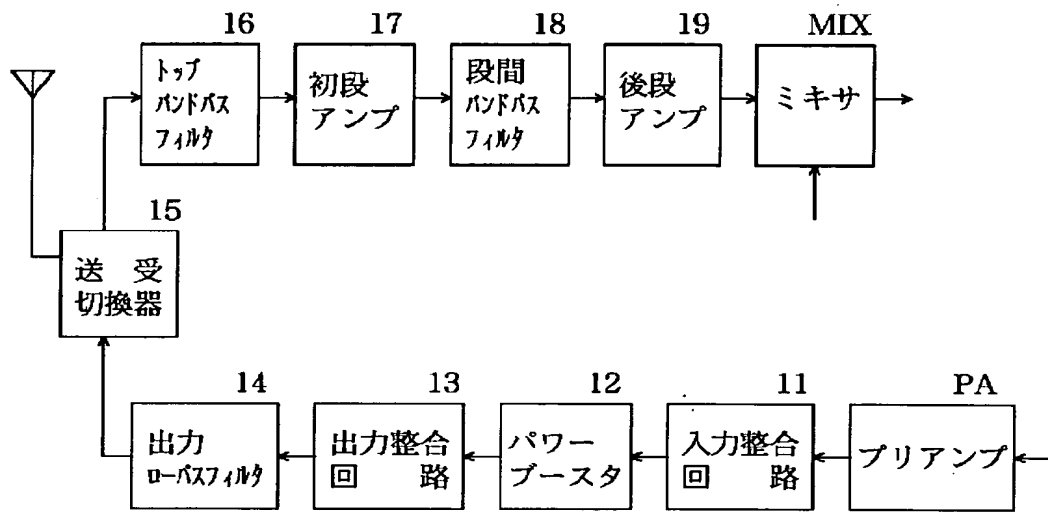 16
17
18
19
MIX
トップ
バンドパス
フィルタ
初段
アンプ
段間
バンドパス
フィルタ
後段
アンプ
ミキサ
15
送 受
切換器
14
13
12
11
PA
出力
ローパスフィルタ
出力整合
回 路
パワー
ブースタ
入力整合
回 路
プリアンプ